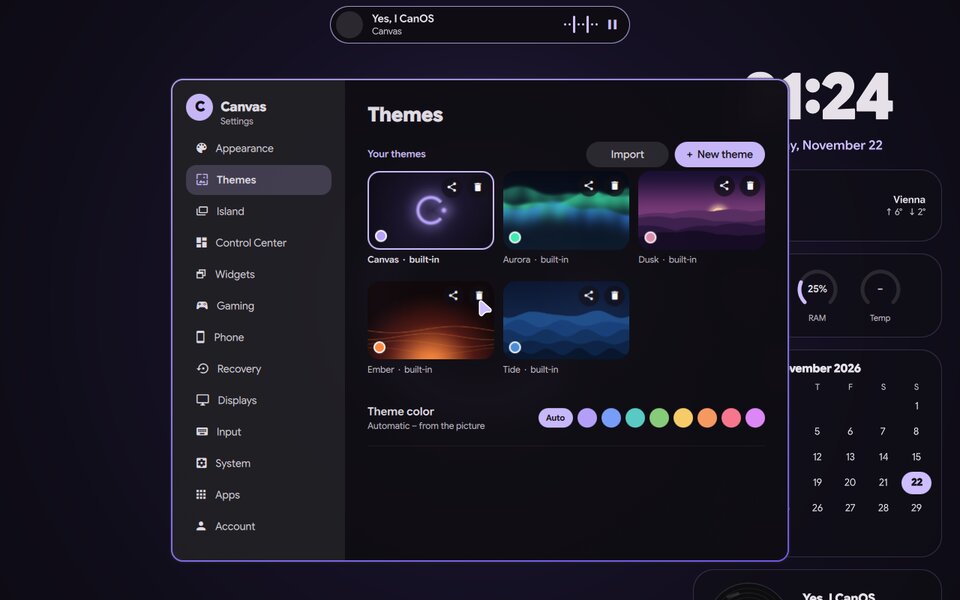 Yes, I CanOS
Canvas
1:24
y, November 22
C
Canvas
Settings
Appearance
Themes
Island
Control Center
Widgets
Gaming
Phone
Recovery
Displays
Input
System
Apps
Account
Themes
Your themes
Import
+ New theme
Canvas · built-in
Aurora · built-in
Dusk · built-in
Ember · built-in
Tide · built-in
Theme color
Automatic – from the picture
Auto
Vienna
↑ 6° ↓ 2°
25%
–
RAM
Temp
vember 2026
T F S S
1
5 6 7 8
12 13 14 15
19 20 21 22
26 27 28 29
Yes, I CanOS